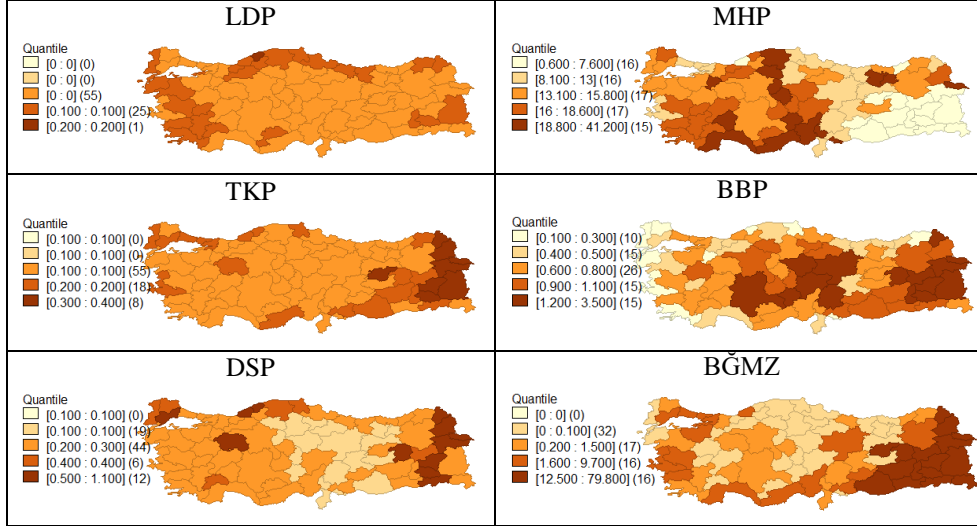 LDP
Quantile
[0 : 0] (0)
[0 : 0] (0)
[0 : 0] (55)
[0.100 : 0.100] (25)
[0.200 : 0.200] (1)
MHP
Quantile
[0.600 : 7.600] (16)
[8.100 : 13] (16)
[13.100 : 15.800] (17)
[16 : 18.600] (17)
[18.800 : 41.200] (15)
TKP
Quantile
[0.100 : 0.100] (0)
[0.100 : 0.100] (0)
[0.100 : 0.100] (55)
[0.200 : 0.200] (18)
[0.300 : 0.400] (8)
BBP
Quantile
[0.100 : 0.300] (10)
[0.400 : 0.500] (15)
[0.600 : 0.800] (26)
[0.900 : 1.100] (15)
[1.200 : 3.500] (15)
DSP
Quantile
[0.100 : 0.100] (0)
[0.100 : 0.100] (19)
[0.200 : 0.300] (44)
[0.400 : 0.400] (6)
[0.500 : 1.100] (12)
BĞMZ
Quantile
[0 : 0] (0)
[0 : 0.100] (32)
[0.200 : 1.500] (17)
[1.600 : 9.700] (16)
[12.500 : 79.800] (16)